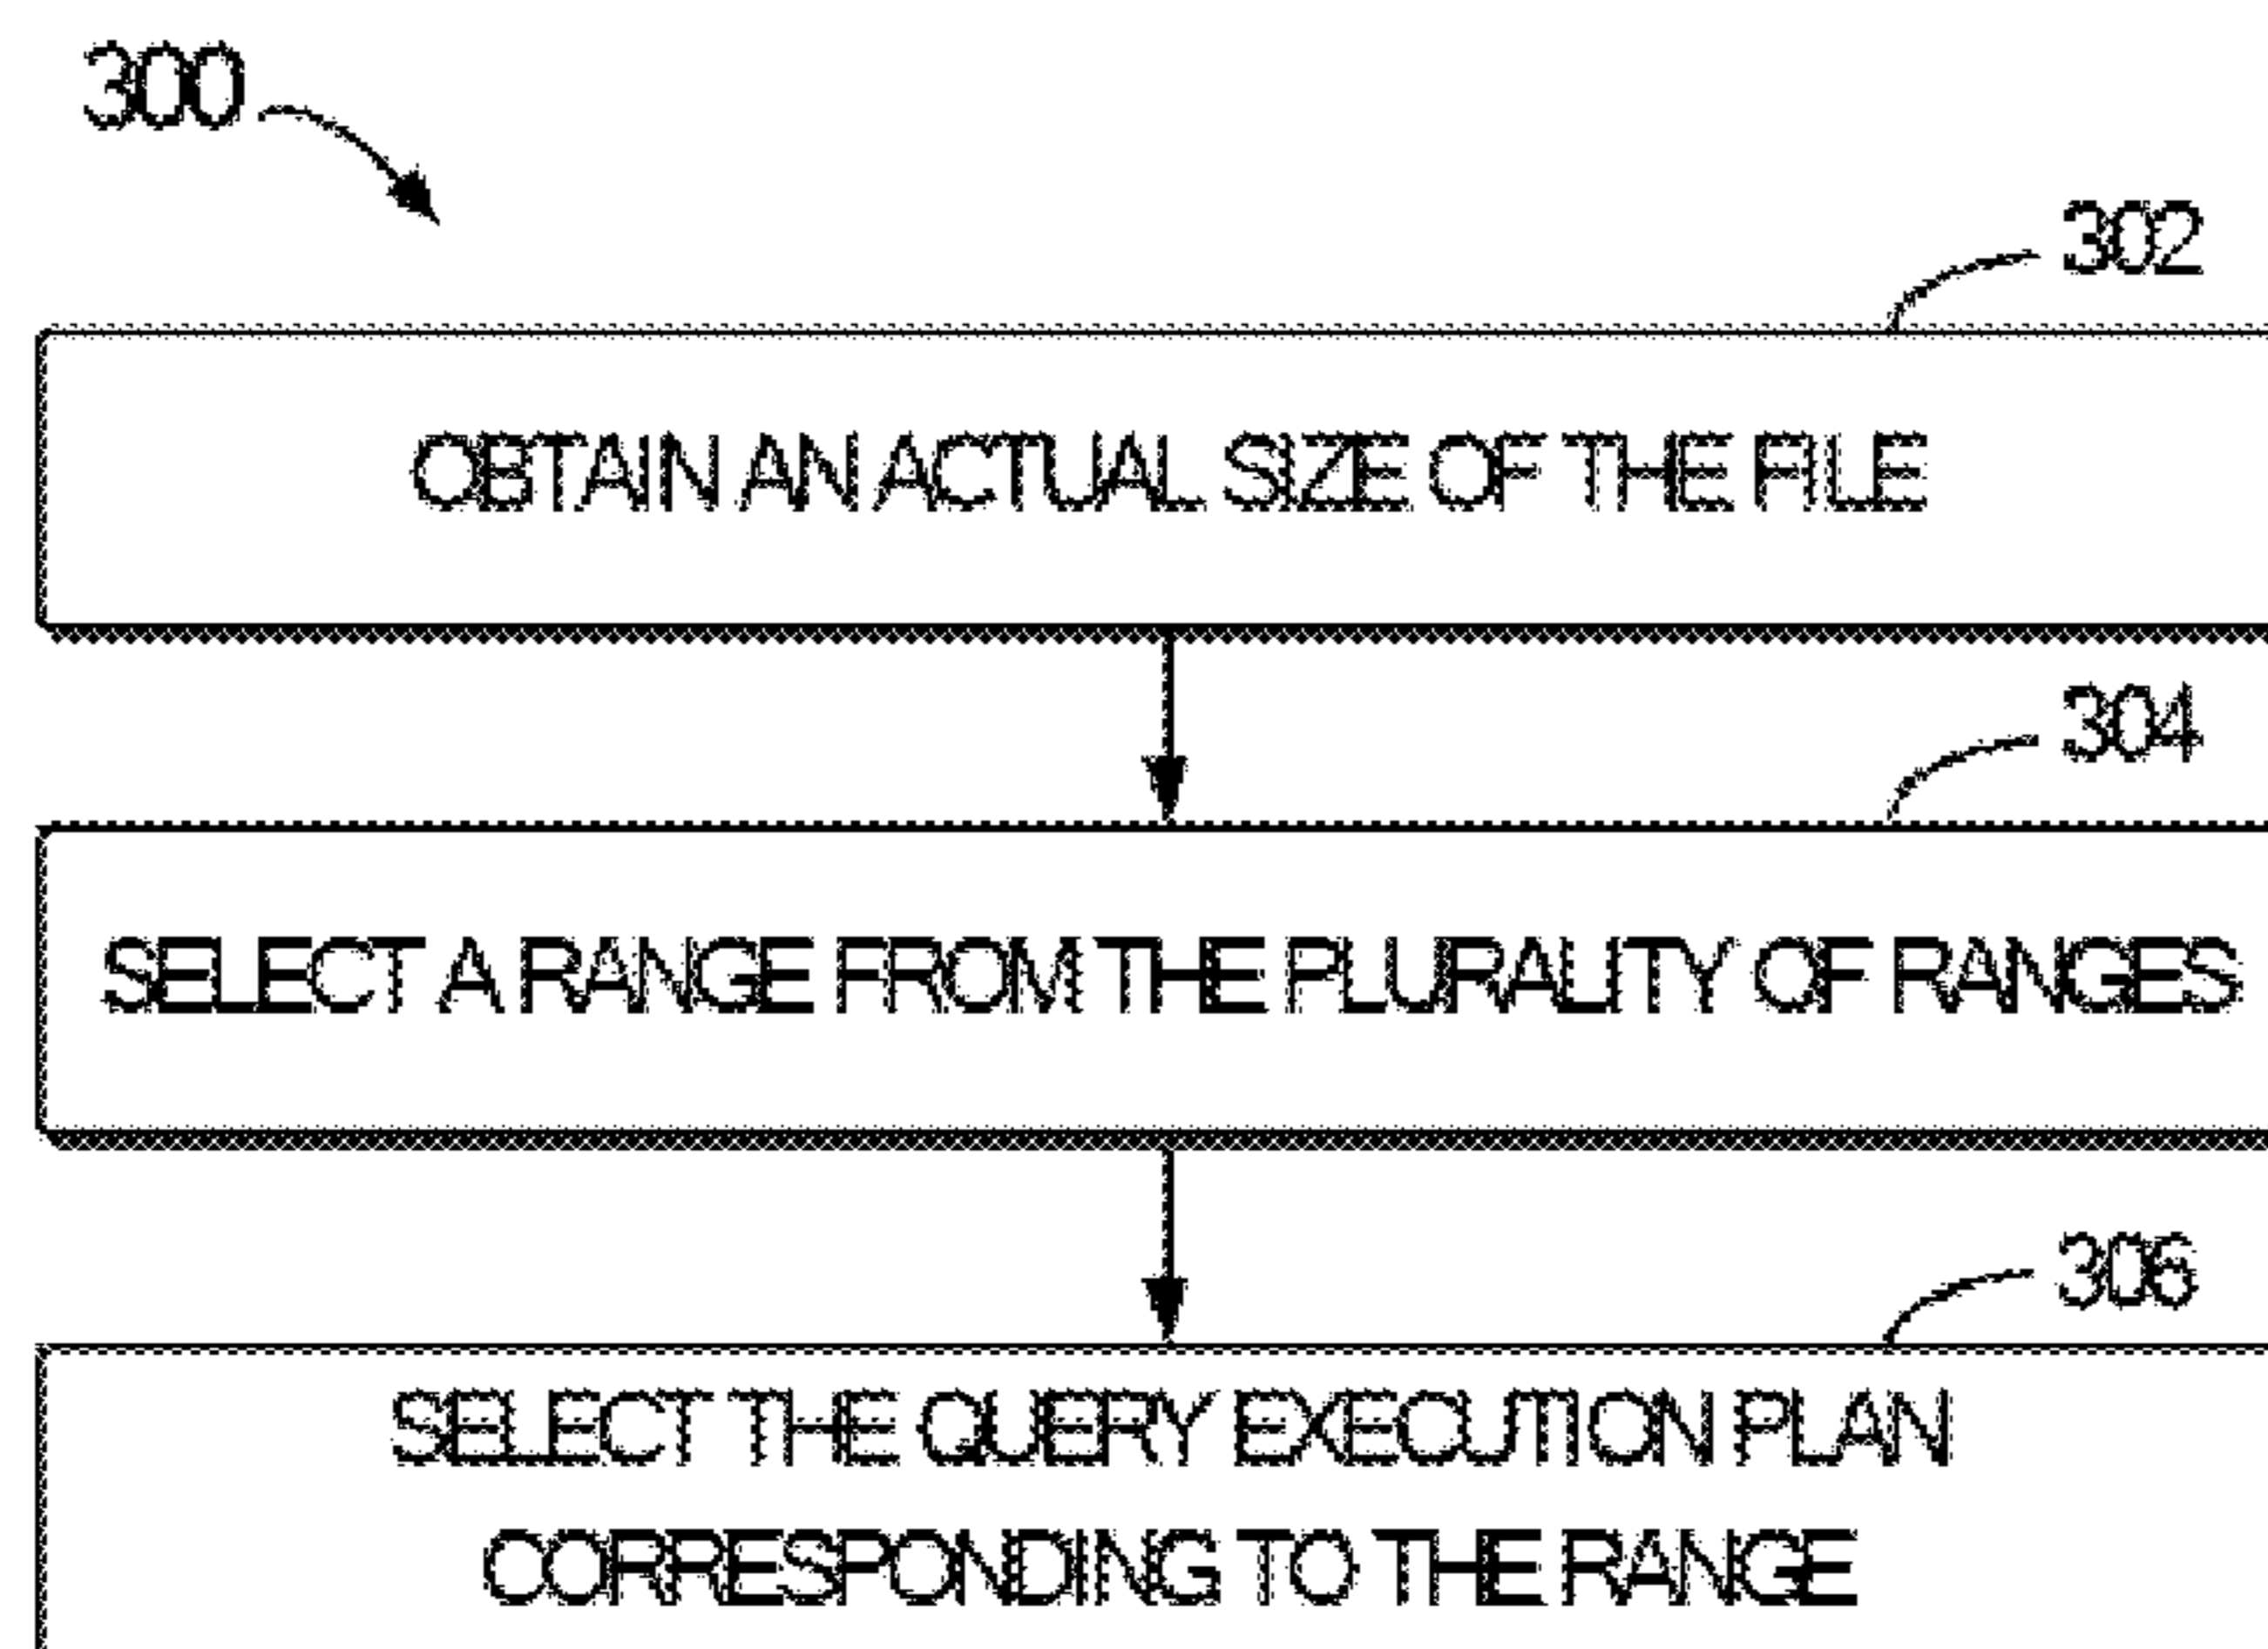 300
302
OBTAIN AN ACTUAL SIZE OF THE FILE
304
SELECT A RANGE FROM THE PLURALITY OF RANGES
306
SELECT THE QUERY EXECUTION PLAN
CORRESPONDING TO THE RANGE